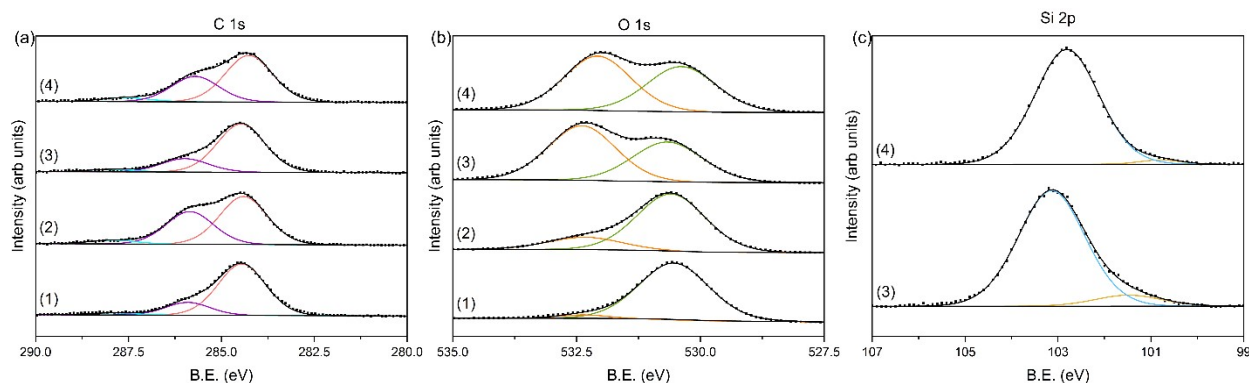 C 1s
(a)
Intensity (arb units)
(4)
(3)
(2)
(1)
290.0 287.5 285.0 282.5 280.0
B.E. (eV)
O 1s
(b)
Intensity (arb units)
(4)
(3)
(2)
(1)
535.0 532.5 530.0 527.5
B.E. (eV)
Si 2p
(c)
Intensity (arb units)
(4)
(3)
107 105 103 101 99
B.E. (eV)